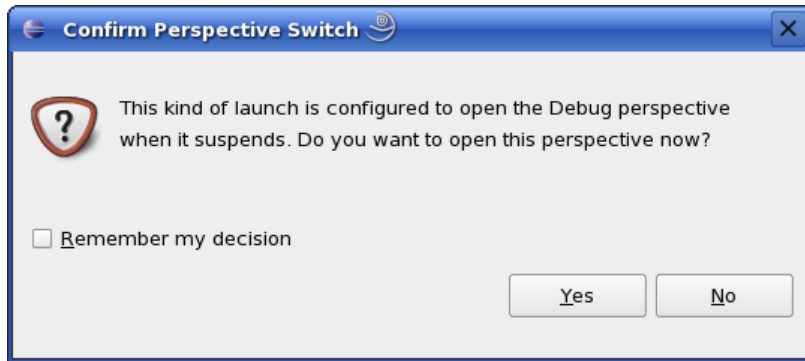 Confirm Perspective Switch
This kind of launch is configured to open the Debug perspective
when it suspends. Do you want to open this perspective now?
Remember my decision
Yes No